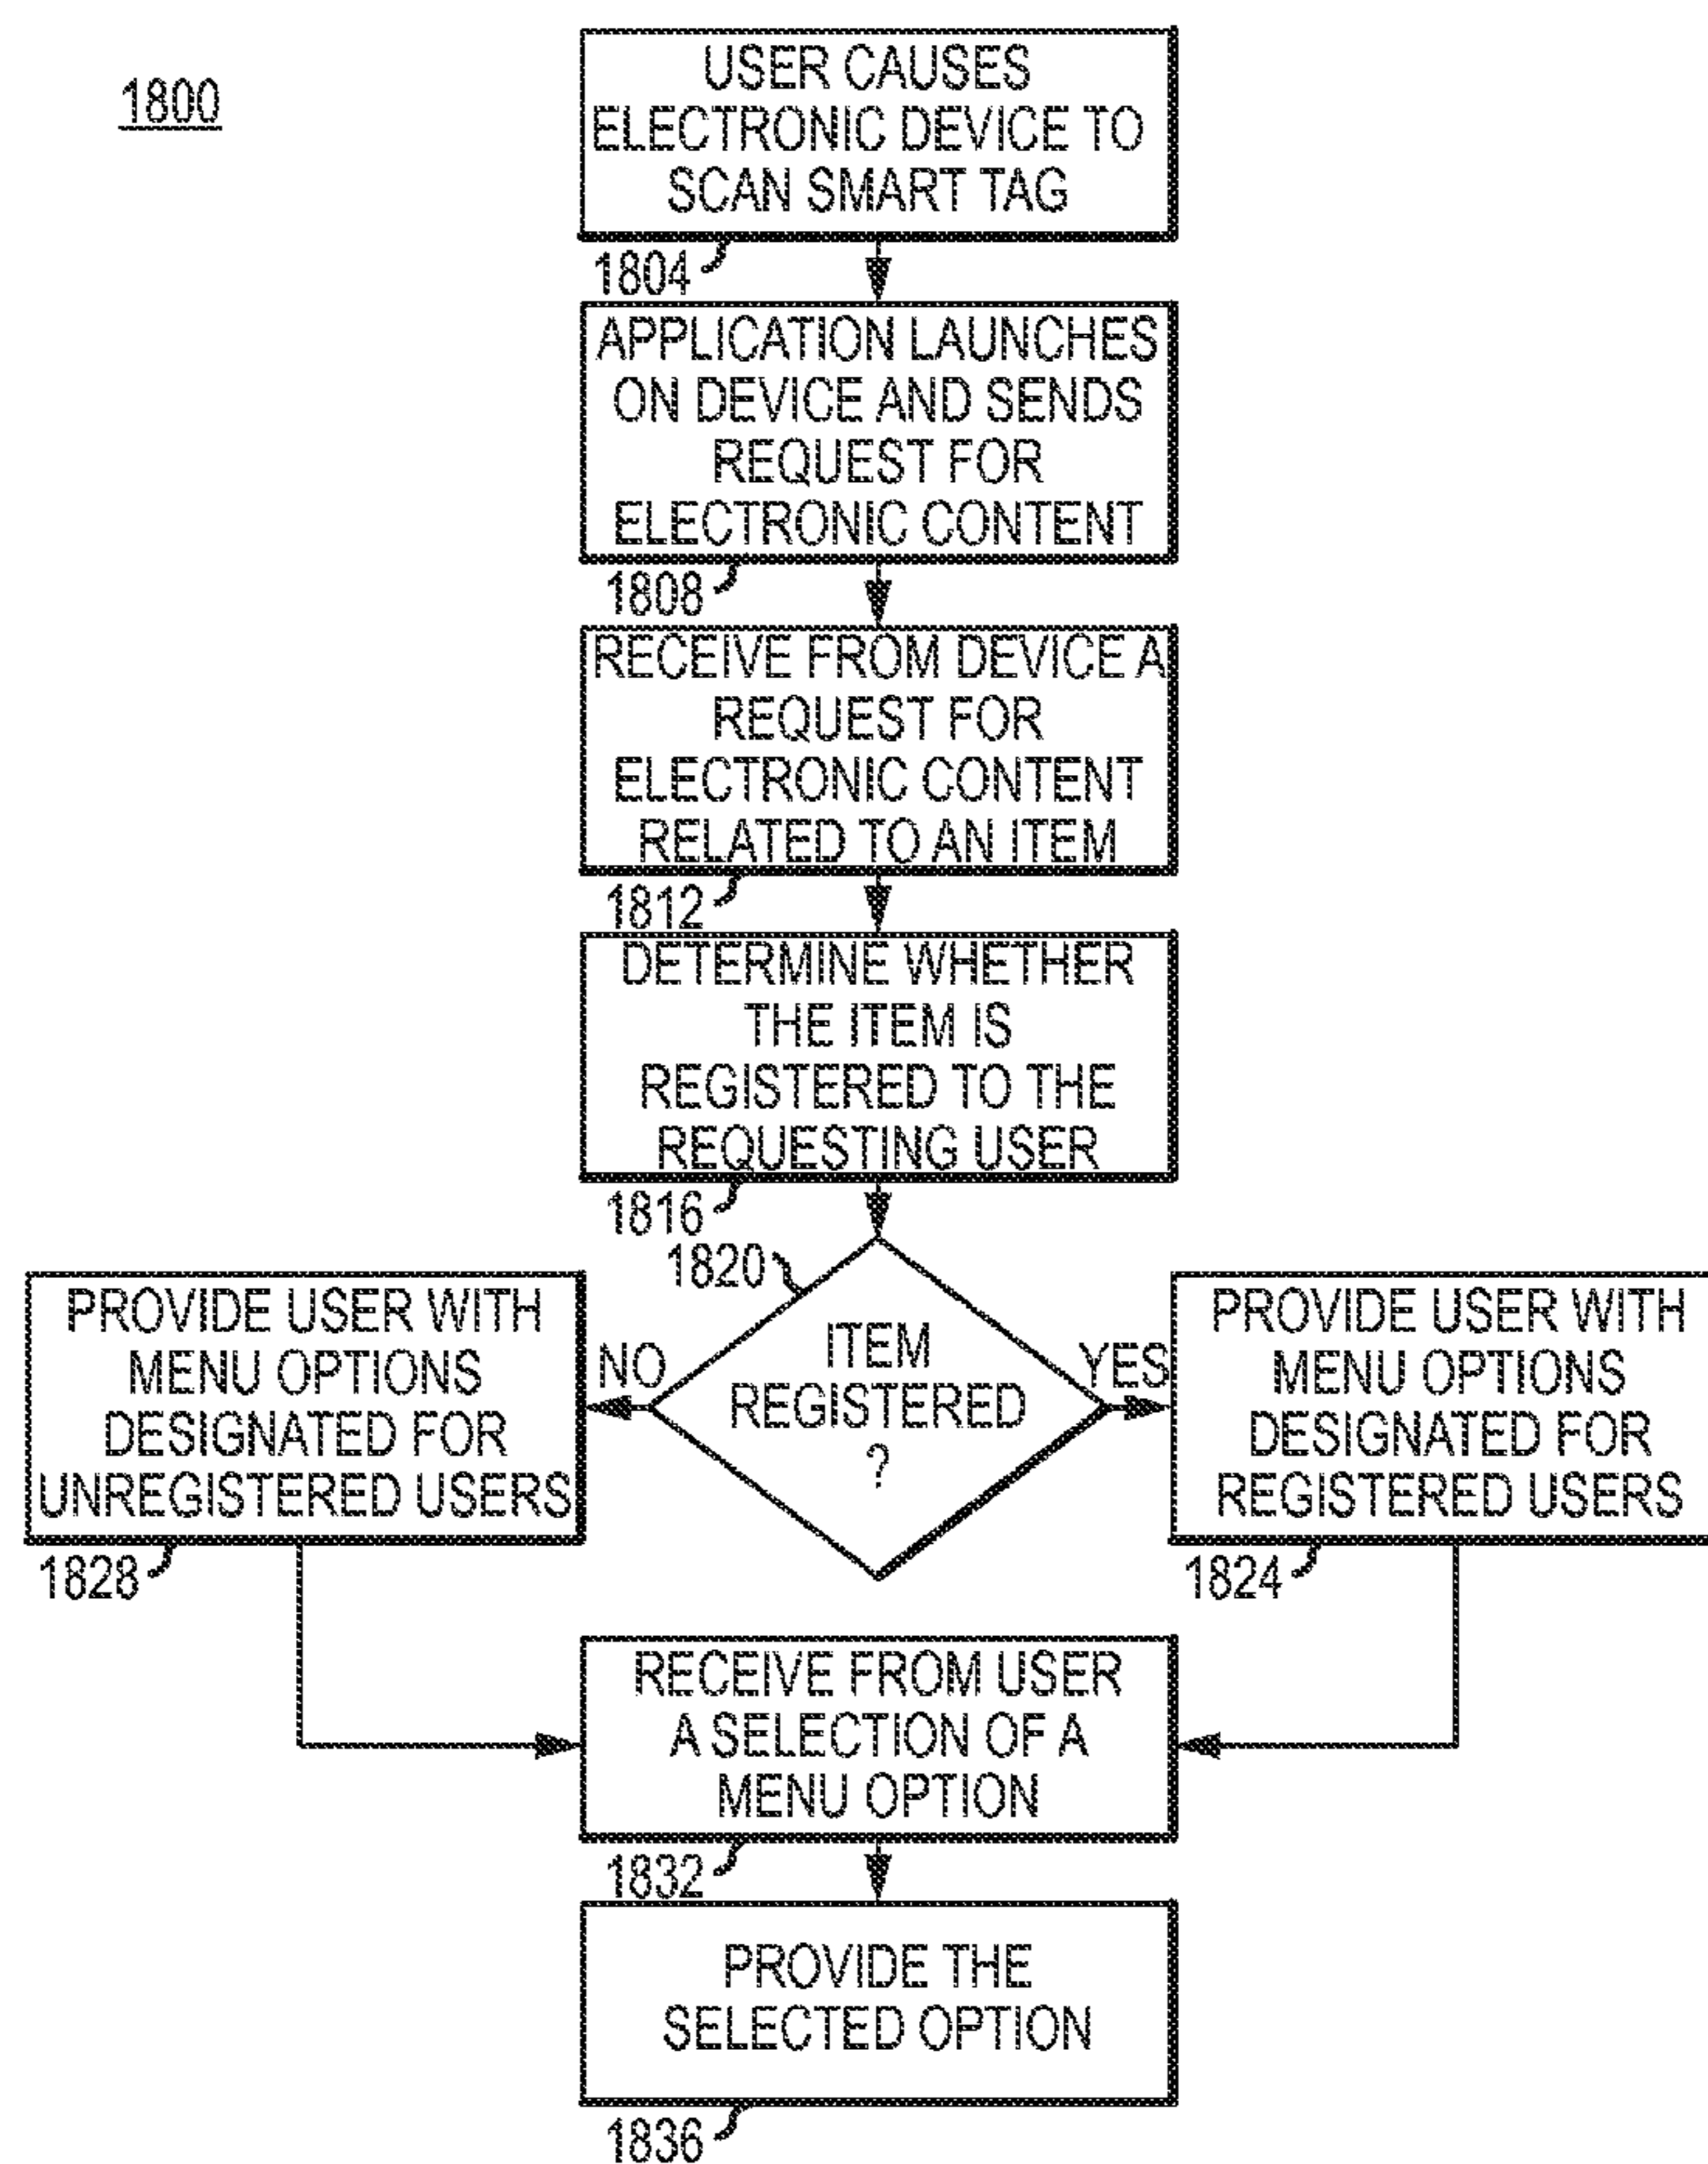 1800
USER CAUSES
ELECTRONIC DEVICE TO
SCAN SMART TAG
1804
APPLICATION LAUNCHES
ON DEVICE AND SENDS
REQUEST FOR
ELECTRONIC CONTENT
1808
RECEIVE FROM DEVICE A
REQUEST FOR
ELECTRONIC CONTENT
RELATED TO AN ITEM
1812
DETERMINE WHETHER
THE ITEM IS
REGISTERED TO THE
REQUESTING USER
1816
1820
ITEM
REGISTERED
?
NO
YES
PROVIDE USER WITH
MENU OPTIONS
DESIGNATED FOR
UNREGISTERED USERS
1828
PROVIDE USER WITH
MENU OPTIONS
DESIGNATED FOR
REGISTERED USERS
1824
RECEIVE FROM USER
A SELECTION OF A
MENU OPTION
1832
PROVIDE THE
SELECTED OPTION
1836